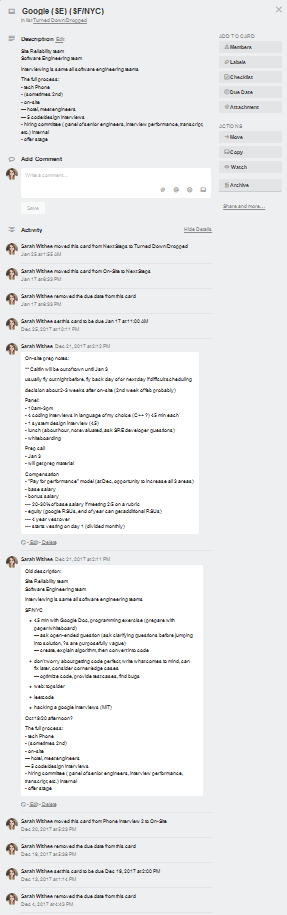 Google (SE) (SF/NYC)
in list Turned Down/Dropped
Description Edit
Site Reliability team
Software Engineering team
Interviewing is same all software engineering teams
The full process:
- tech Phone
- (sometimes 2nd)
- on-site
— hotel, meet engineers
— 5 code/design interviews
- hiring committee ( panel of senior engineers, interview performance, transcript, etc.) internal
- offer stage
ADD TO CARD
Members
Labels
Checklist
Due Date
Attachment
ACTIONS
Move
Copy
Watch
Archive
Share and more...
Add Comment
Write a comment...
Save
Activity
Hide Details
Sarah Withee moved this card from Next Steps to Turned Down/Dropped
Jan 25 at 1:55 AM
Sarah Withee moved this card from On-Site to Next Steps
Jan 17 at 8:33 PM
Sarah Withee removed the due date from this card
Jan 17 at 8:33 PM
Sarah Withee set this card to be due Jan 17 at 11:00 AM
Dec 25, 2017 at 10:11 PM
Sarah Withee Dec 21, 2017 at 2:12 PM
On-site prep notes:
** Caitlin will be out of town until Jan 3
usually fly out night before, fly back day of or next day if difficult scheduling
decision about 2-3 weeks after on-site (2nd week of feb probably)
Panel:
- 10am-3pm
- 4 coding interviews in language of my choice (C++ ?) 45 min each
- 1 system design interview (45)
- lunch (about hour, not evaluated, ask SRE developer questions)
- whiteboarding
Prep call
- Jan 3
- will get prep material
Compensation
- "Pay for performance" model (at Dec, opportunity to increase all 3 areas)
- base salary
- bonus salary
--- 20-30% of base salary if meeting 2.5 on a rubric
- equity (google RSUs, end of year can get additional RSUs)
--- 4 year vest over
--- starts vesting on day 1 (divided monthly)
- Edit - Delete
Sarah Withee Dec 21, 2017 at 2:11 PM
Old description:
Site Reliability team
Software Engineering team
Interviewing is same all software engineering teams
SF/NYC
• 45 min with Google Doc, programming exercise (prepare with paper/whiteboard)
— ask open-ended question (ask clarifying questions before jumping into solution, ?s are purposefully vague)
— create, explain algorithm, then convert into code
• don't worry about getting code perfect, write what comes to mind, can fix later, consider corner/edge cases
— optimize code, provide test cases, find bugs
• web: topsider
• leetcode
• hacking a google interviews (MIT)
Oct 19/20 afternoon?
The full process:
- tech Phone
- (sometimes 2nd)
- on-site
— hotel, meet engineers
— 5 code/design interviews
- hiring committee ( panel of senior engineers, interview performance, transcript, etc.) internal
- offer stage
- Edit - Delete
Sarah Withee moved this card from Phone Interview 2 to On-Site
Dec 20, 2017 at 5:23 PM
Sarah Withee removed the due date from this card
Dec 19, 2017 at 5:36 PM
Sarah Withee set this card to be due Dec 19, 2017 at 2:00 PM
Dec 13, 2017 at 1:14 PM
Sarah Withee removed the due date from this card
Dec 4, 2017 at 4:43 PM